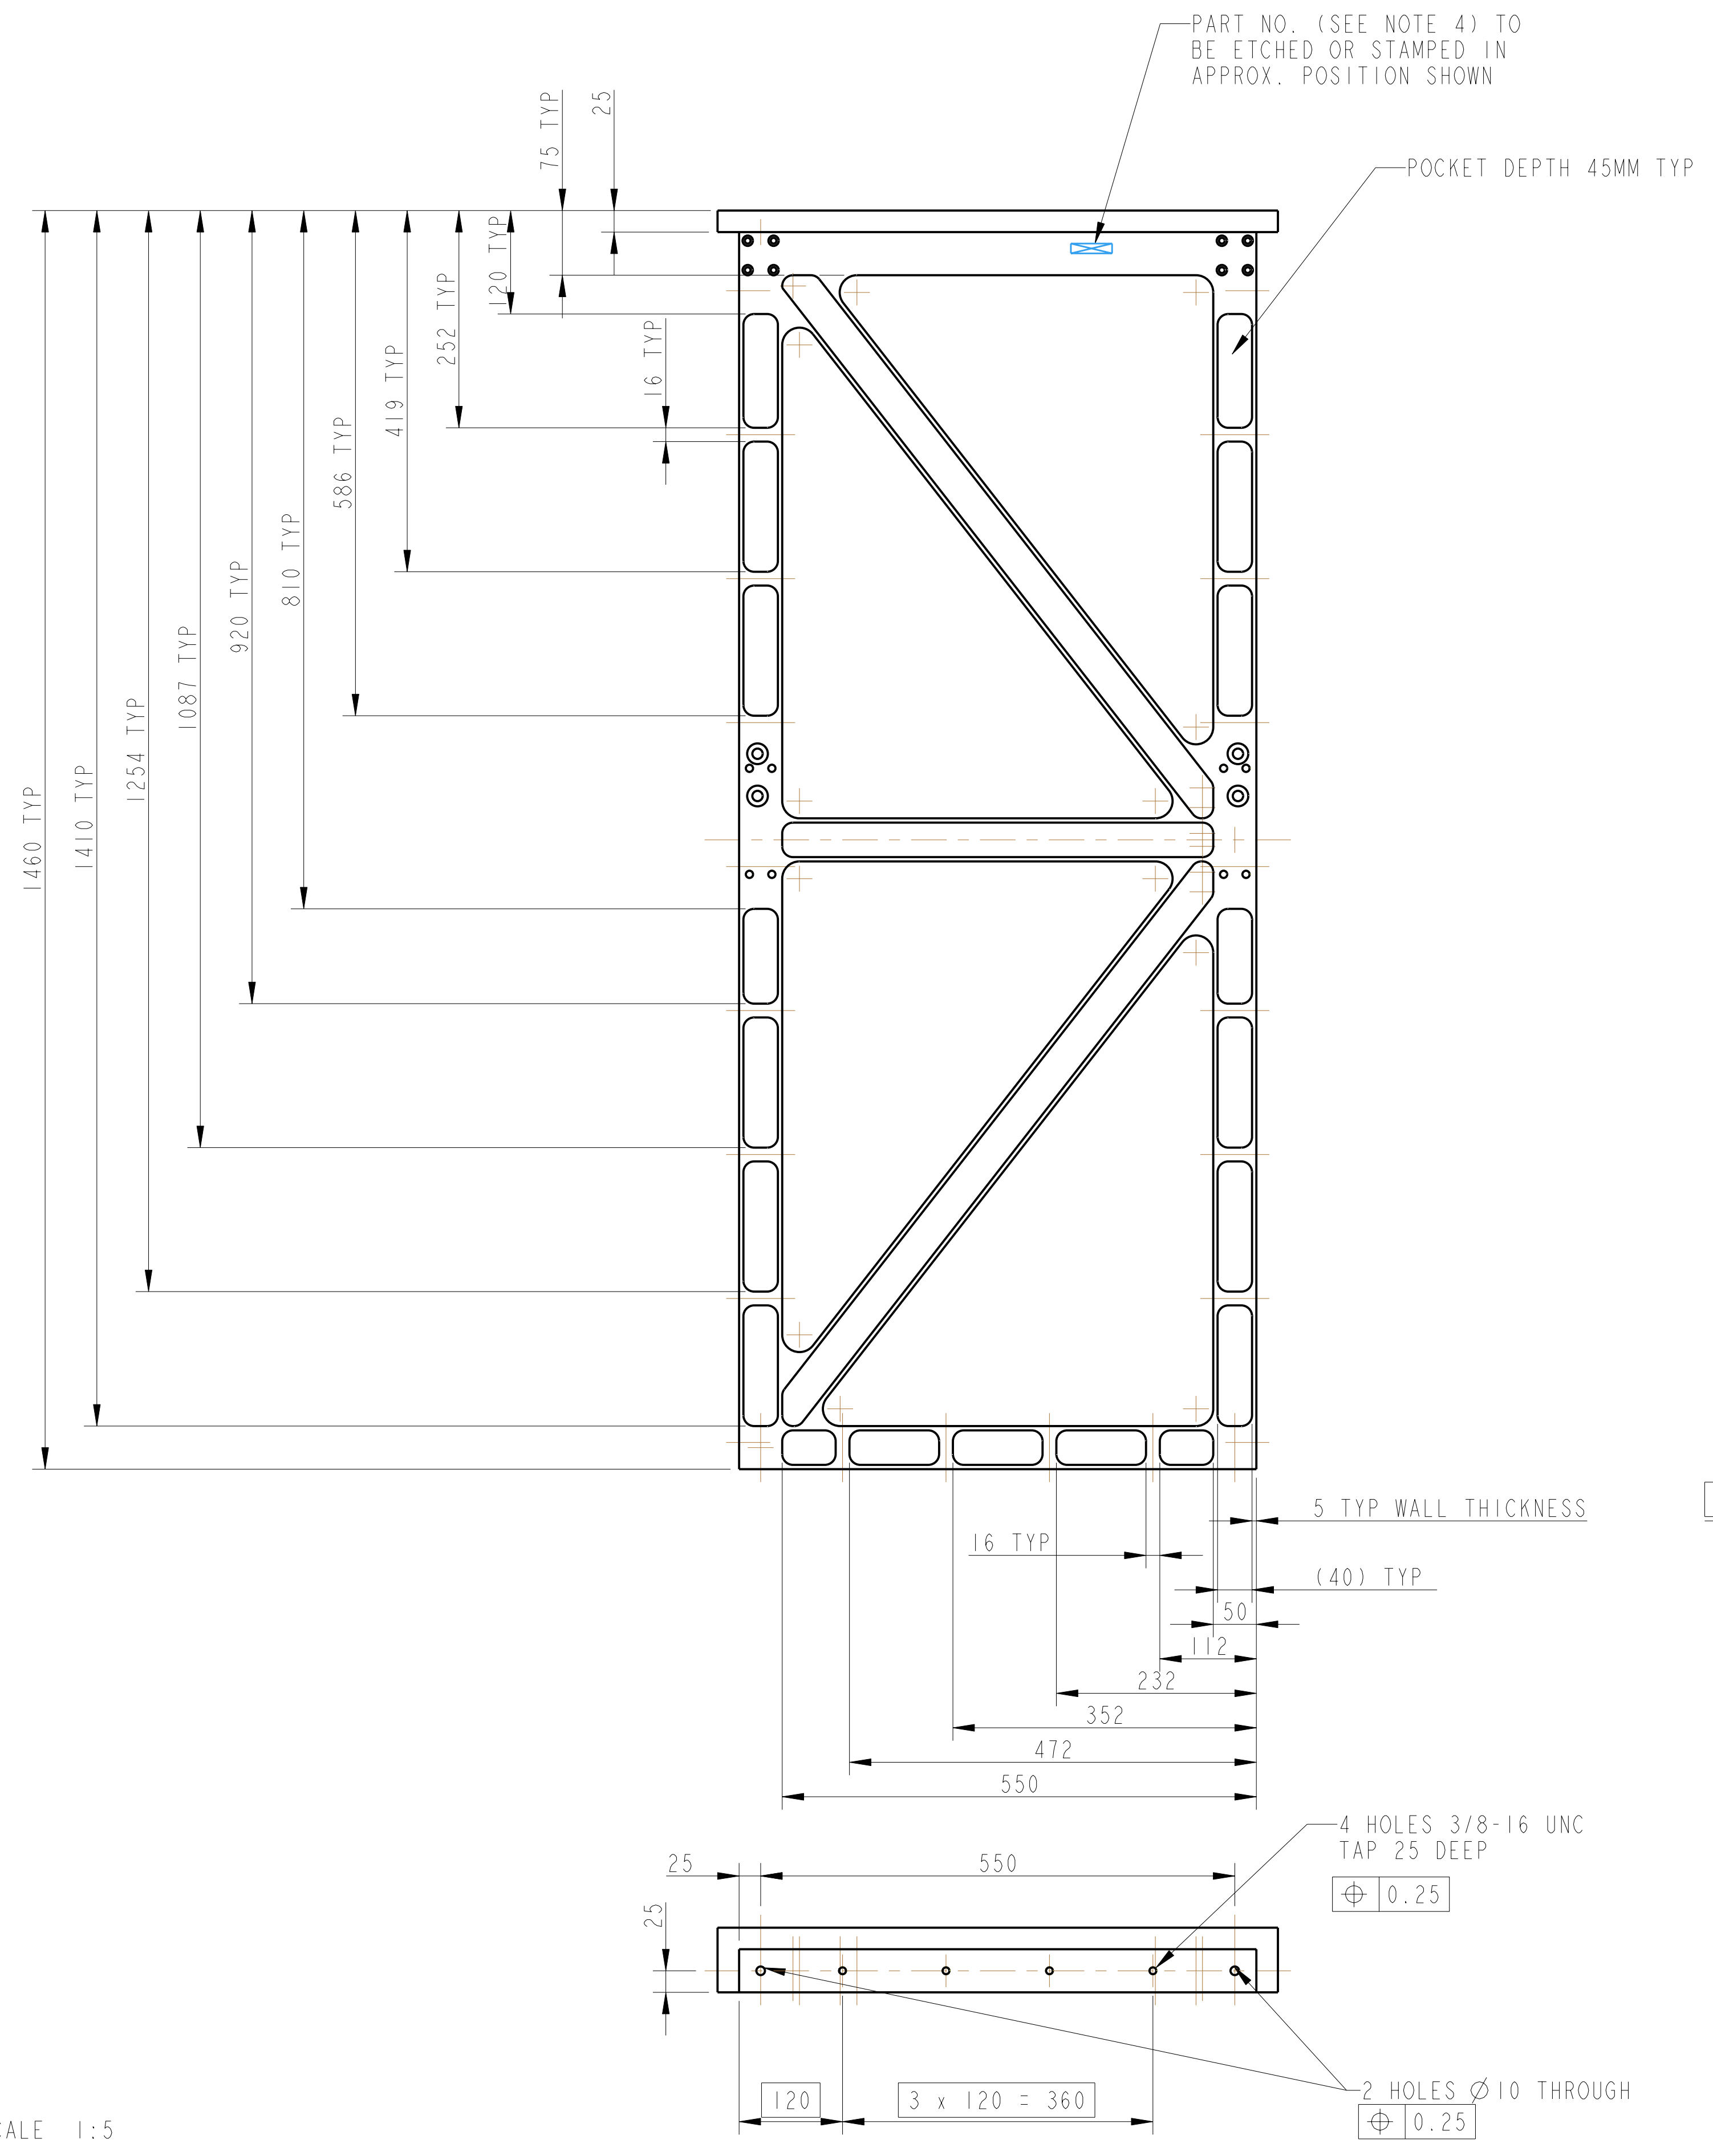 PART NO. (SEE NOTE 4) TO
BE ETCHED OR STAMPED IN
APPROX. POSITION SHOWN
POCKET DEPTH 45MM TYP
75 TYP
25
120 TYP
252 TYP
16 TYP
419 TYP
586 TYP
810 TYP
920 TYP
1087 TYP
1254 TYP
1410 TYP
1460 TYP
5 TYP WALL THICKNESS
16 TYP
(40) TYP
50
112
232
352
472
550
4 HOLES 3/8-16 UNC
TAP 25 DEEP
⌖ 0.25
25
550
25
2 HOLES Ø10 THROUGH
⌖ 0.25
120
3 x 120 = 360
CALE 1:5